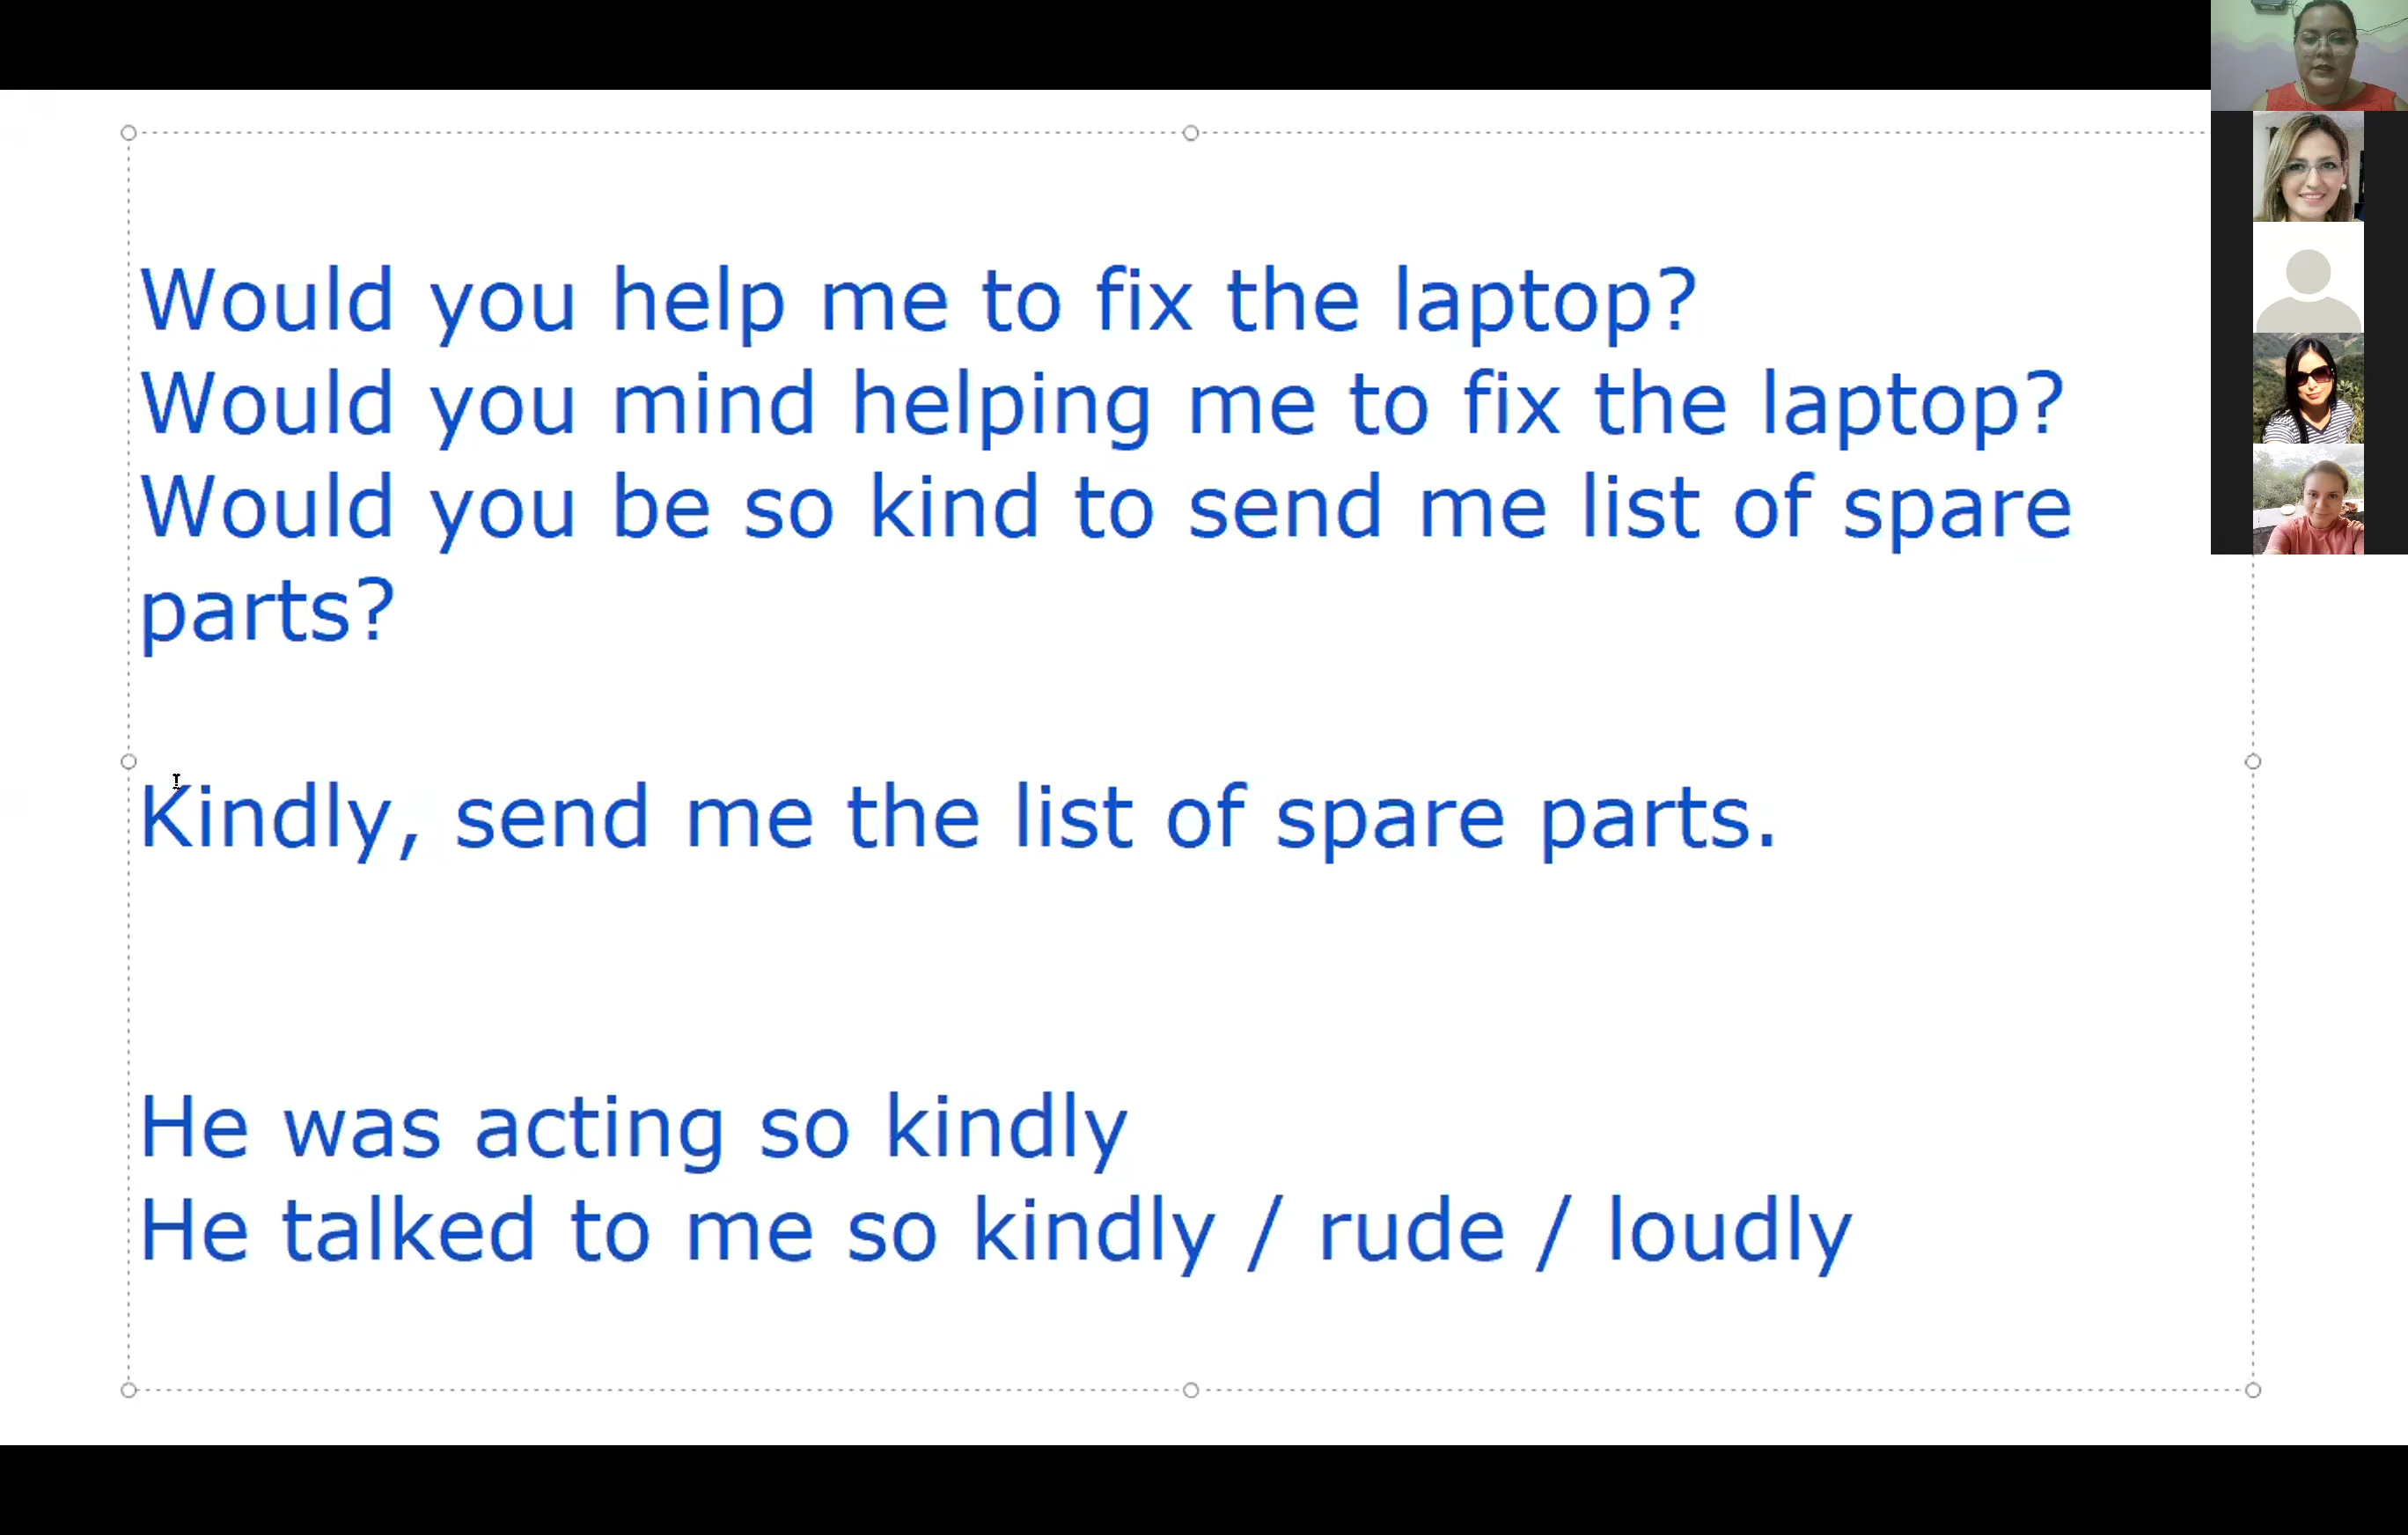 Would you help me to fix the laptop?
Would you mind helping me to fix the laptop?
Would you be so kind to send me list of spare
parts?
Kindly, send me the list of spare parts.
He was acting so kindly
He talked to me so kindly / rude / loudly